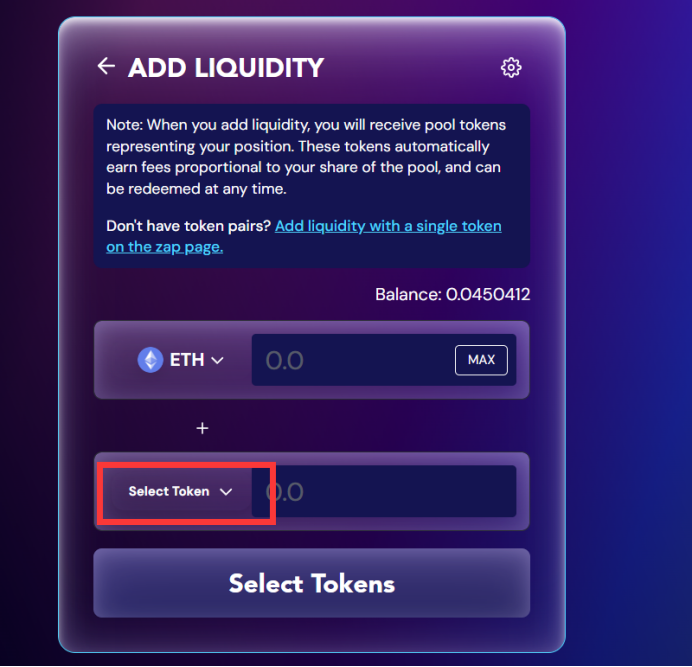 ADD LIQUIDITY
Note: When you add liquidity, you will receive pool tokens
representing your position. These tokens automatically
earn fees proportional to your share of the pool, and can
be redeemed at any time.
Don't have token pairs? Add liquidity with a single token
on the zap page.
Balance: 0.0450412
ETH 0.0 MAX
+
Select Token 0.0
Select Tokens